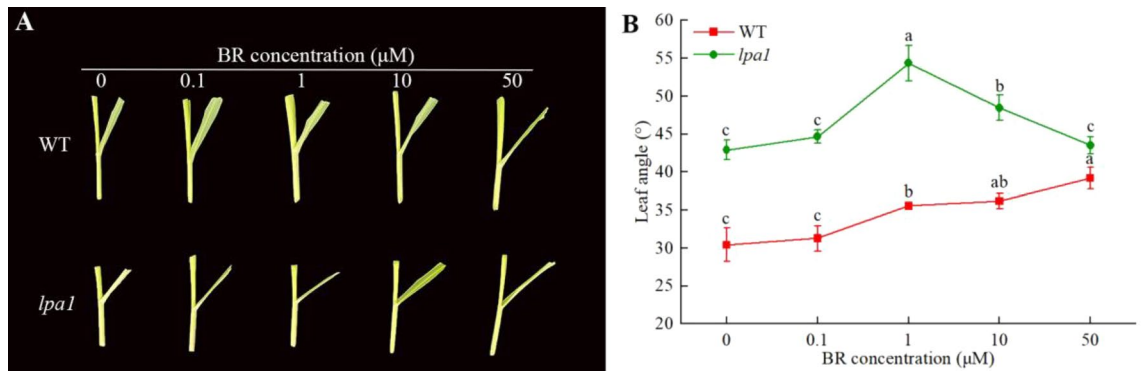 A
BR concentration (μM)
0 0.1 1 10 50
WT
lpa1
B
WT
lpa1
Leaf angle (°)
60
55
50
45
40
35
30
25
20
c c a b c
c c b ab a
0 0.1 1 10 50
BR concentration (μM)